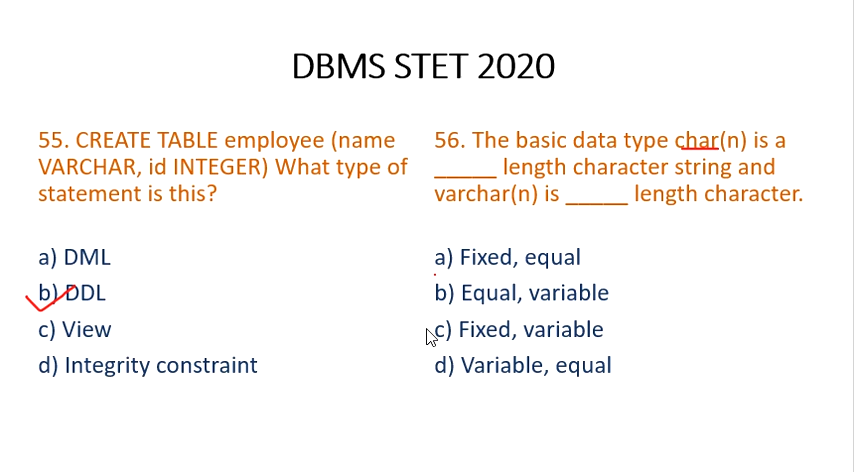 DBMS STET 2020
55. CREATE TABLE employee (name
VARCHAR, id INTEGER) What type of
statement is this?
a) DML
b) DDL
c) View
d) Integrity constraint
56. The basic data type char(n) is a
_____ length character string and
varchar(n) is _____ length character.
a) Fixed, equal
b) Equal, variable
c) Fixed, variable
d) Variable, equal